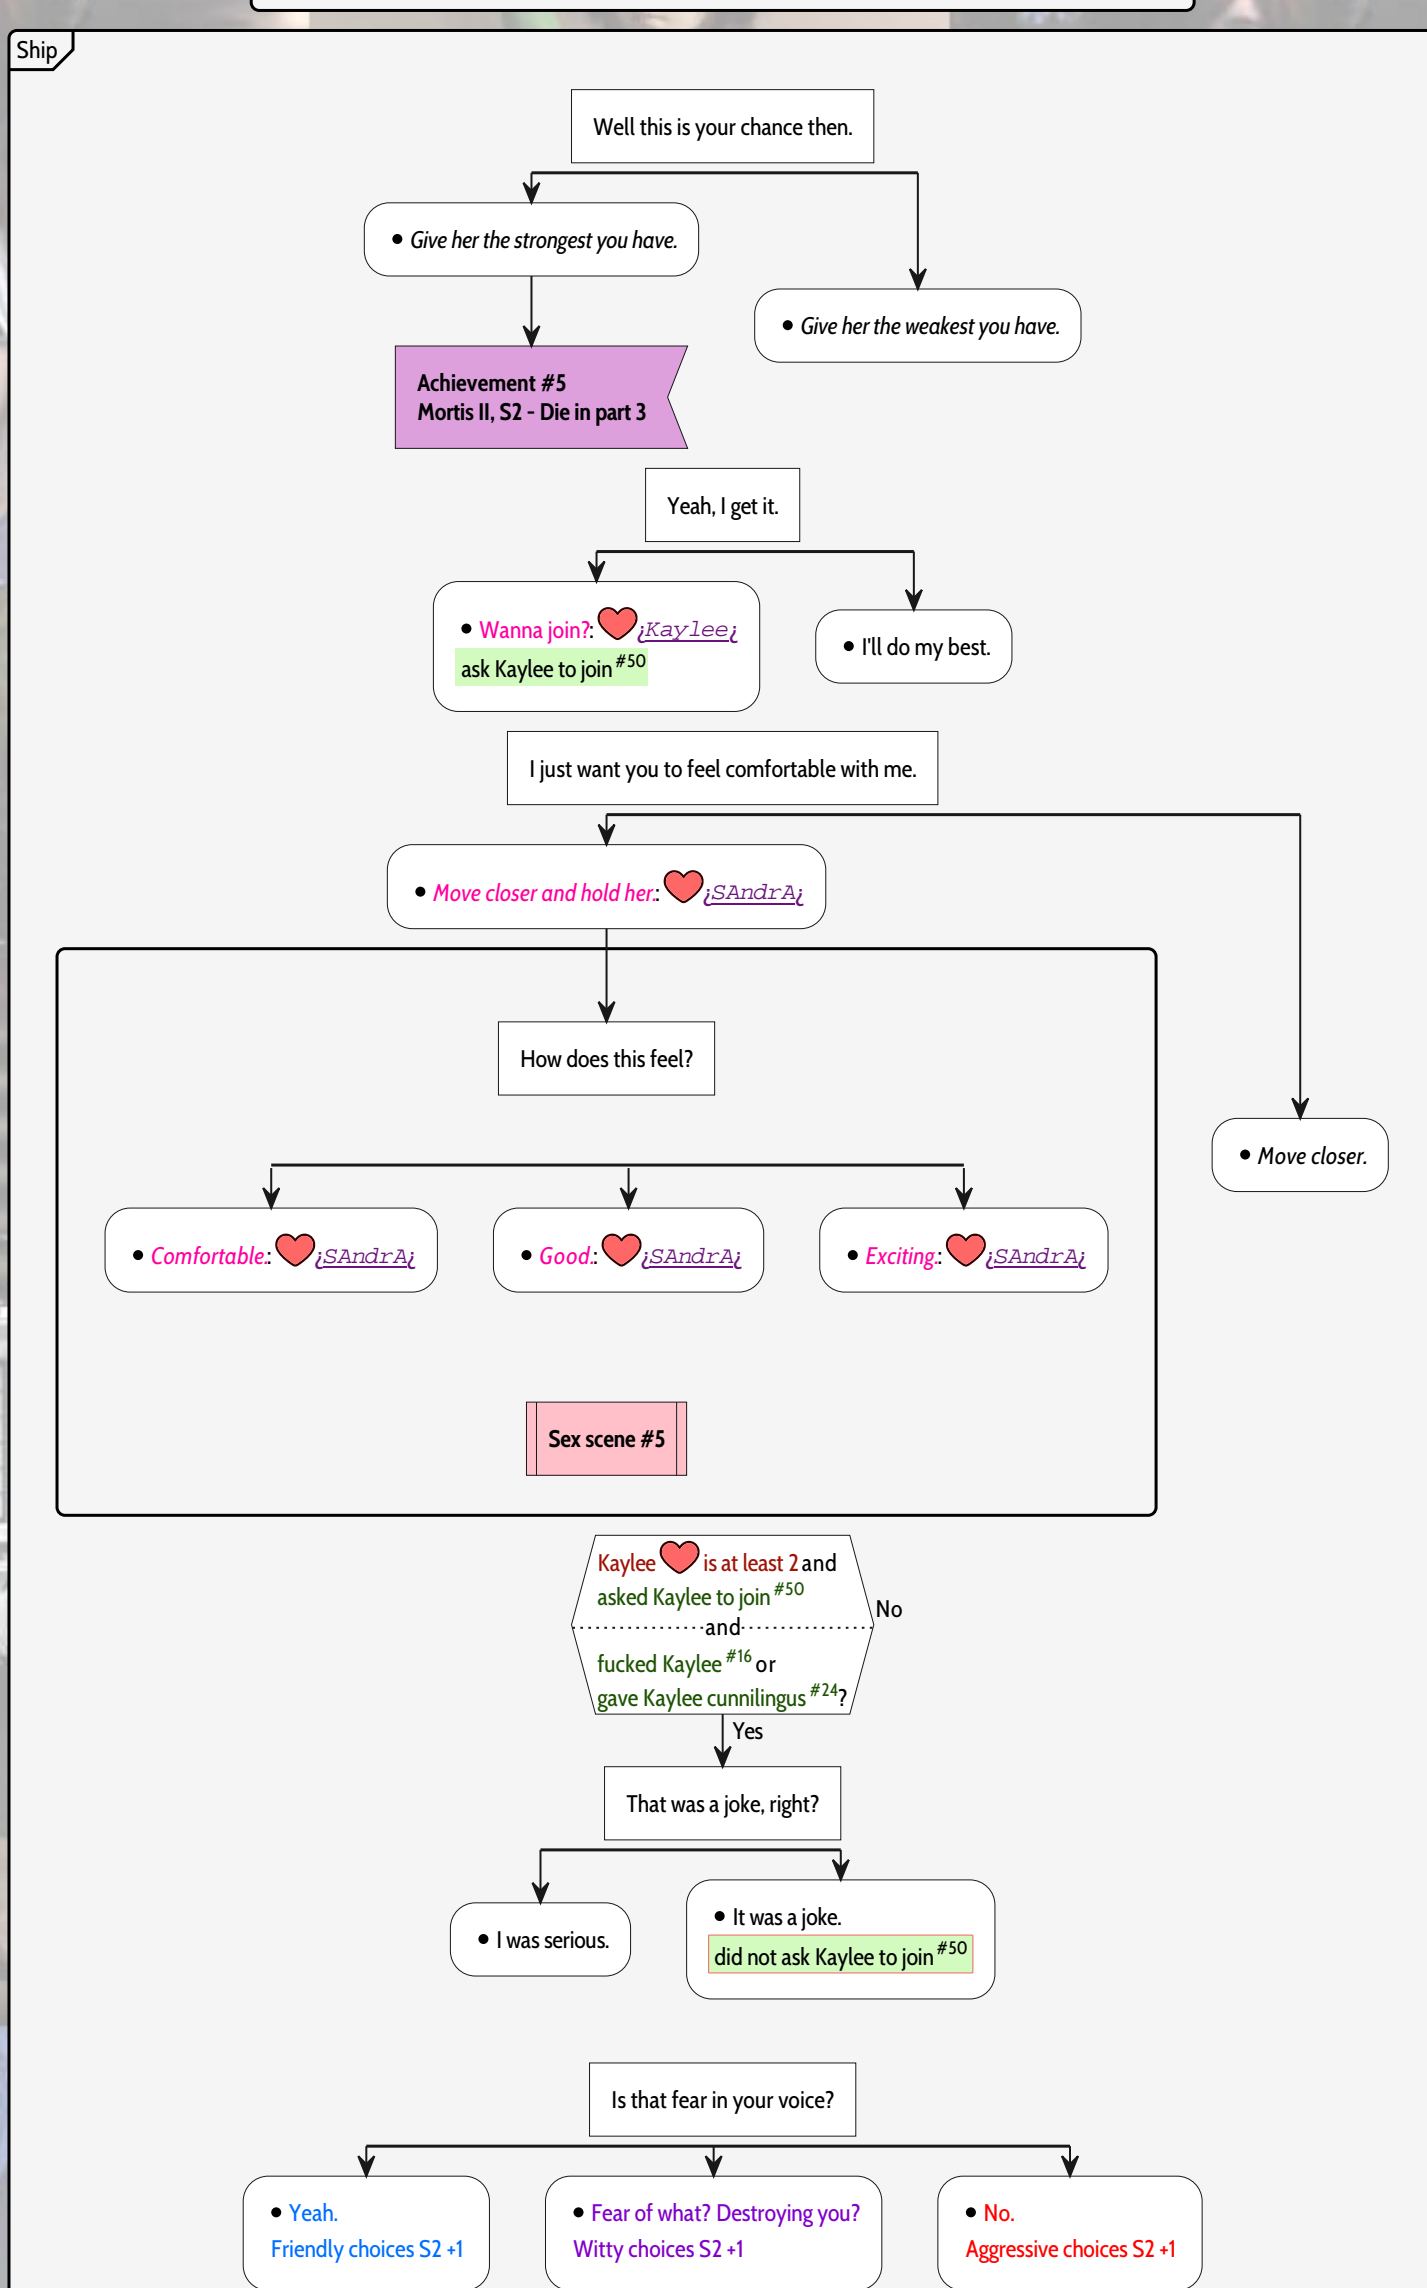 Ship
Well this is your chance then.
• Give her the strongest you have.
• Give her the weakest you have.
Achievement #5
Mortis II, S2 - Die in part 3
Yeah, I get it.
• Wanna join?: ¿Kaylee¿
ask Kaylee to join #50
• I'll do my best.
I just want you to feel comfortable with me.
• Move closer and hold her.: ¿SAndrA¿
How does this feel?
• Move closer.
• Comfortable.: ¿SAndrA¿
• Good.: ¿SAndrA¿
• Exciting.: ¿SAndrA¿
Sex scene #5
Kaylee is at least 2 and
asked Kaylee to join #50
No
and
fucked Kaylee #16 or
gave Kaylee cunnilingus #24?
Yes
That was a joke, right?
• I was serious.
• It was a joke.
did not ask Kaylee to join #50
Is that fear in your voice?
• Yeah.
Friendly choices S2 +1
• Fear of what? Destroying you?
Witty choices S2 +1
• No.
Aggressive choices S2 +1